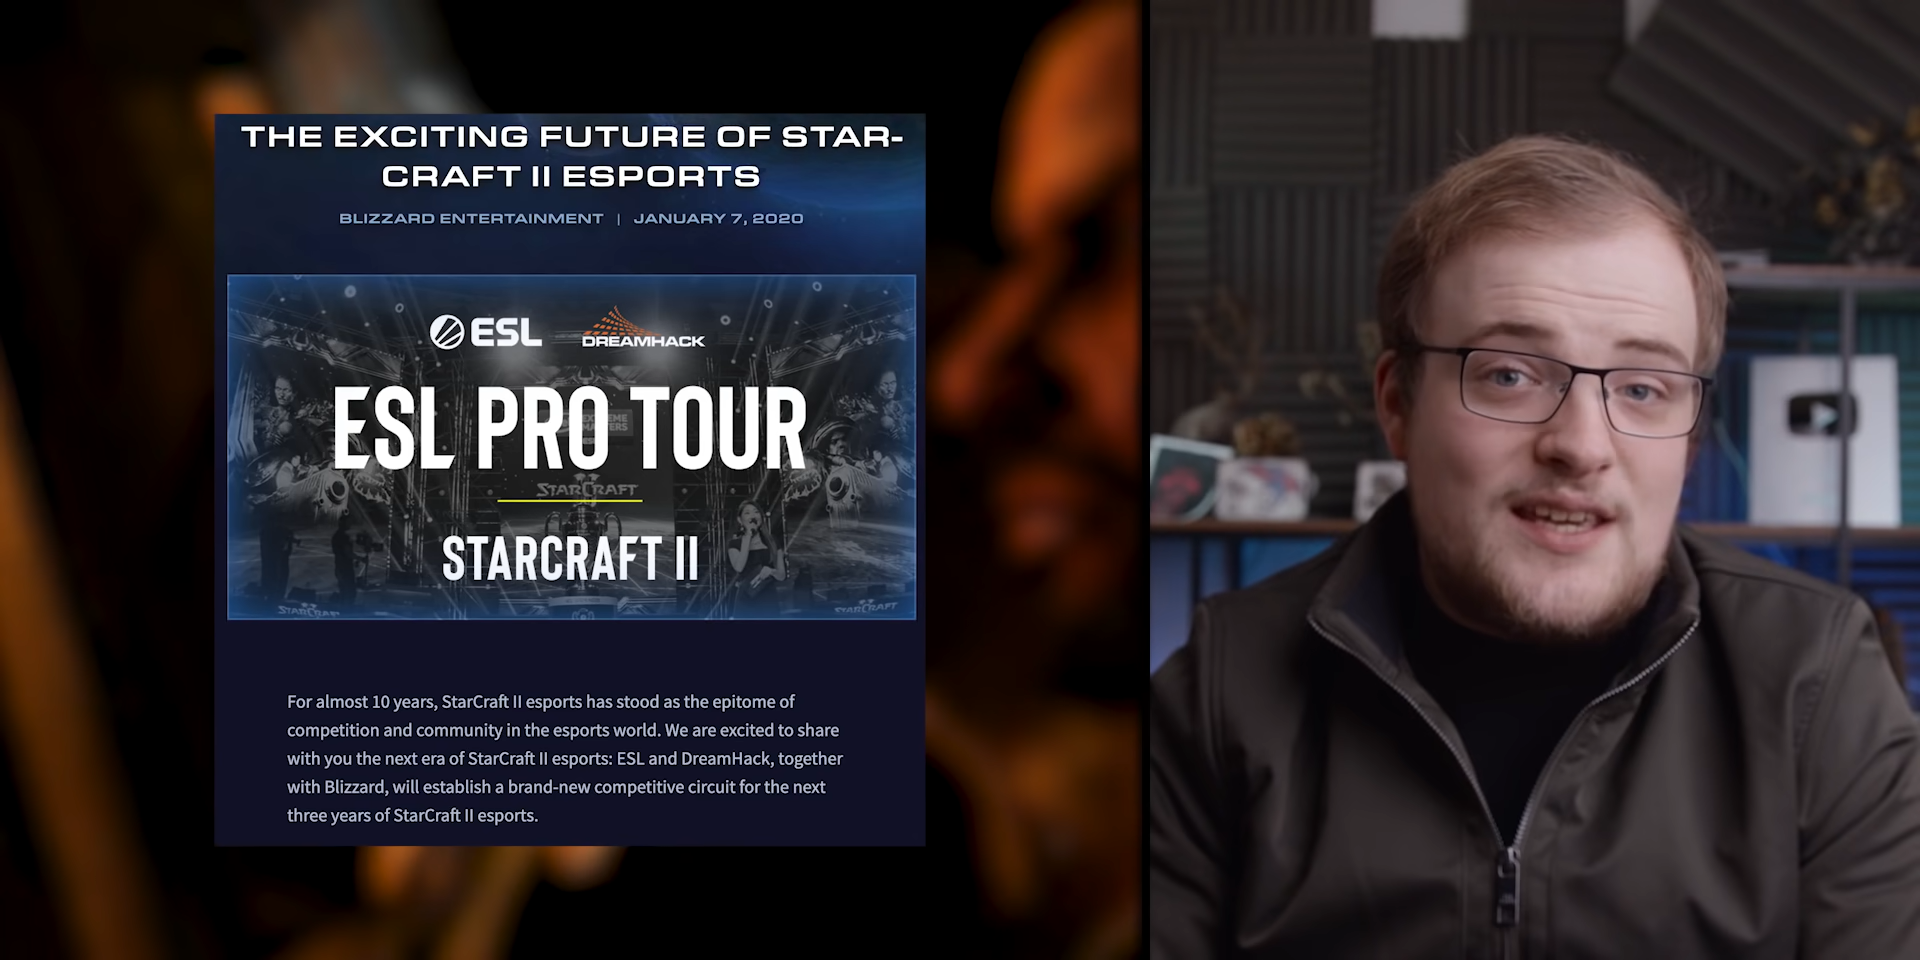 THE EXCITING FUTURE OF STAR-
CRAFT II ESPORTS
BLIZZARD ENTERTAINMENT | JANUARY 7, 2020
ESL DREAMHACK
ESL PRO TOUR
STARCRAFT
STARCRAFT II
STARCRAFT
STARCRAFT
For almost 10 years, StarCraft II esports has stood as the epitome of
competition and community in the esports world. We are excited to share
with you the next era of StarCraft II esports: ESL and DreamHack, together
with Blizzard, will establish a brand-new competitive circuit for the next
three years of StarCraft II esports.